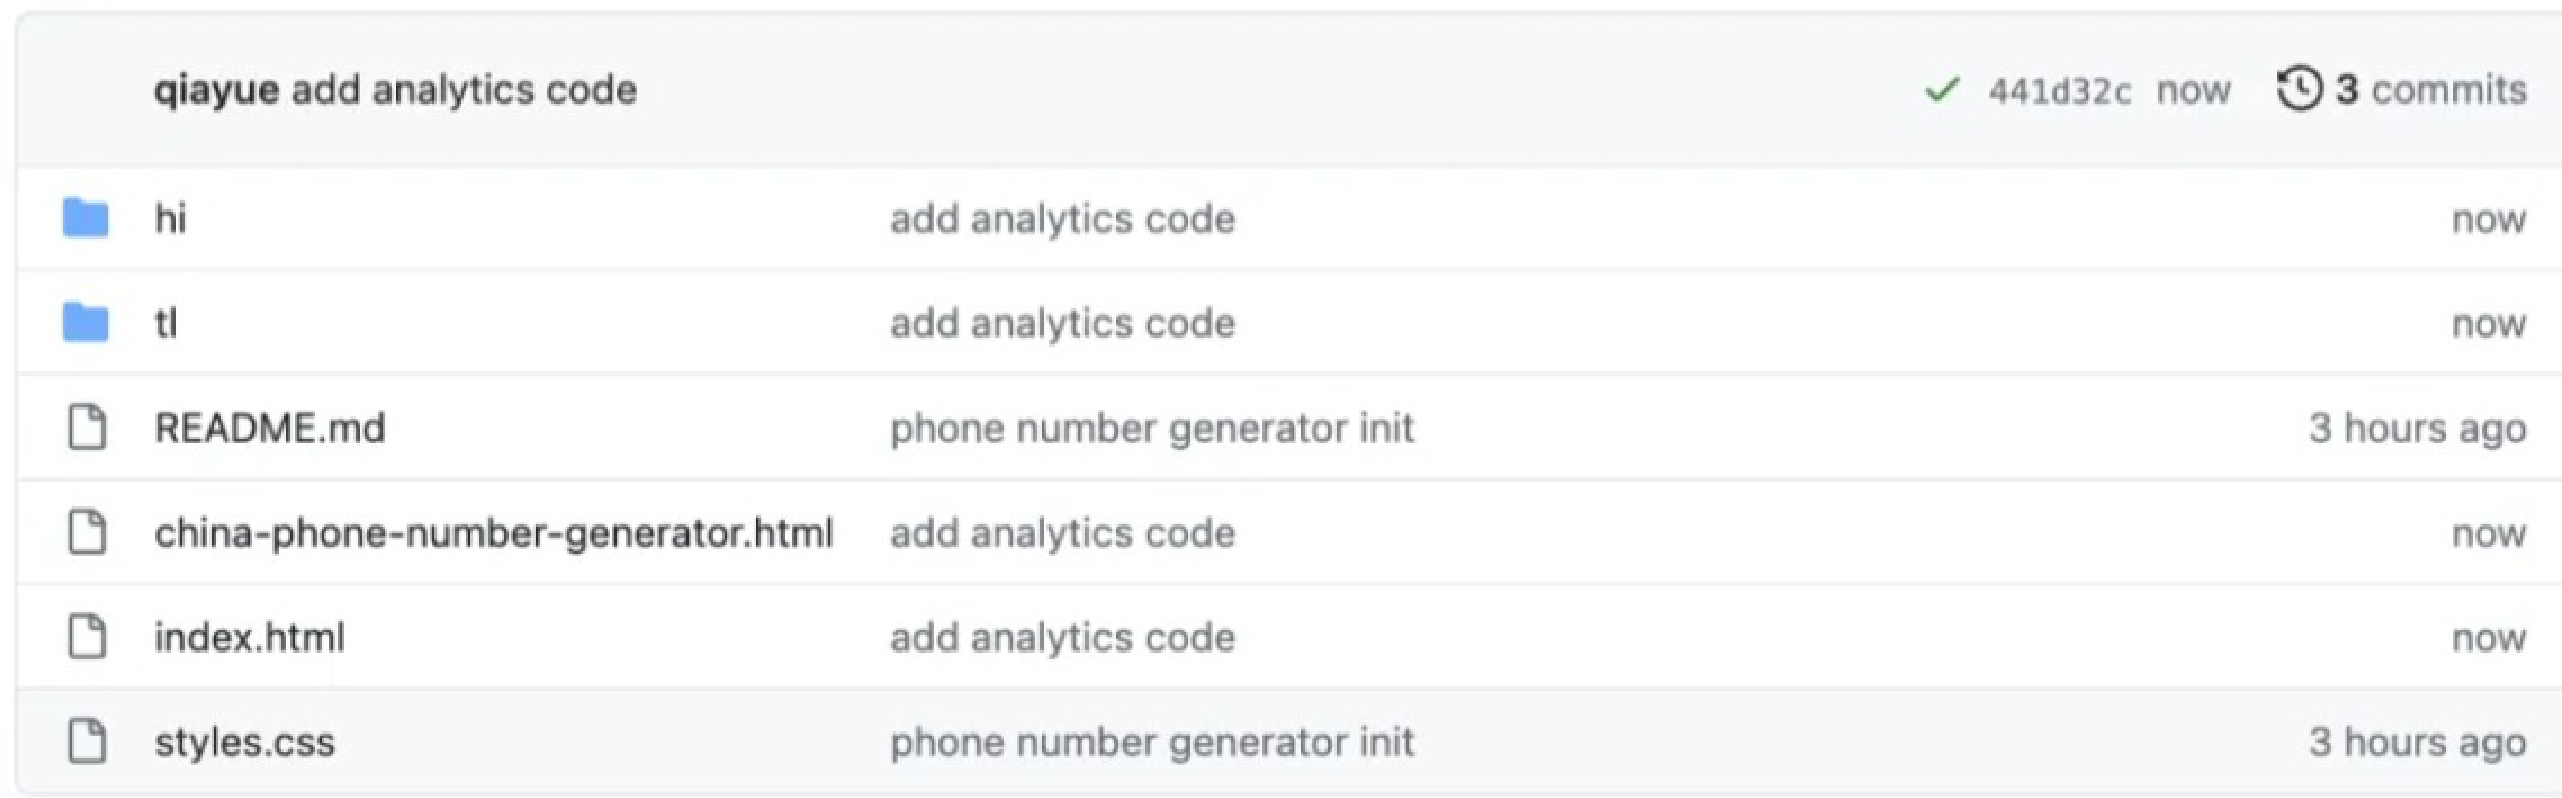 qiayue add analytics code 441d32c now 3 commits
hi add analytics code now
tl add analytics code now
README.md phone number generator init 3 hours ago
china-phone-number-generator.html add analytics code now
index.html add analytics code now
styles.css phone number generator init 3 hours ago